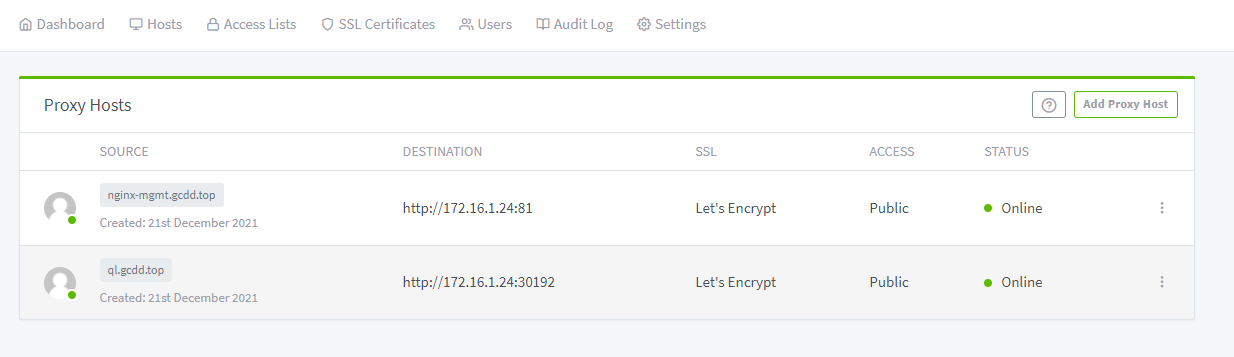 Dashboard Hosts Access Lists SSL Certificates Users Audit Log Settings
Proxy Hosts Add Proxy Host
SOURCE DESTINATION SSL ACCESS STATUS
nginx-mgmt.gcdd.top
http://172.16.1.24:81 Let's Encrypt Public Online
Created: 21st December 2021
ql.gcdd.top
http://172.16.1.24:30192 Let's Encrypt Public Online
Created: 21st December 2021